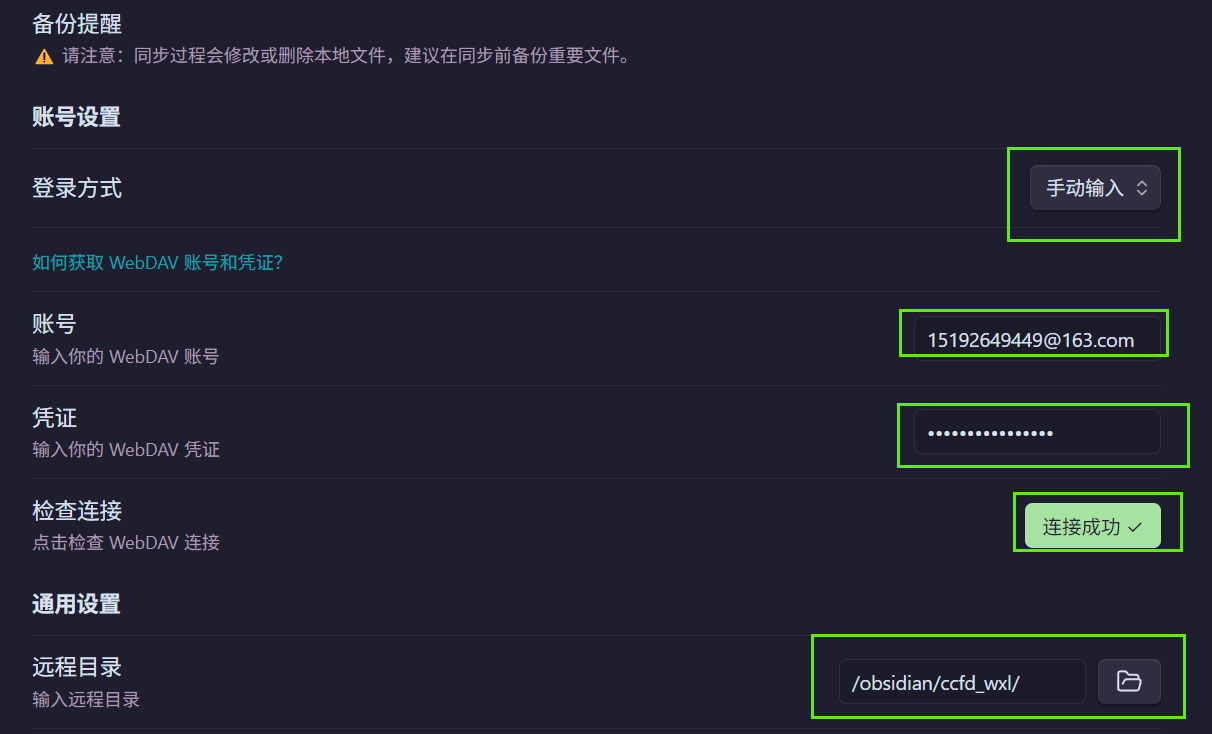 备份提醒
⚠️ 请注意：同步过程会修改或删除本地文件，建议在同步前备份重要文件。
账号设置
登录方式
手动输入
如何获取 WebDAV 账号和凭证？
账号
15192649449@163.com
输入你的 WebDAV 账号
凭证
••••••••••••••••
输入你的 WebDAV 凭证
检查连接
连接成功 ✓
点击检查 WebDAV 连接
通用设置
远程目录
/obsidian/ccfd_wxl/
输入远程目录